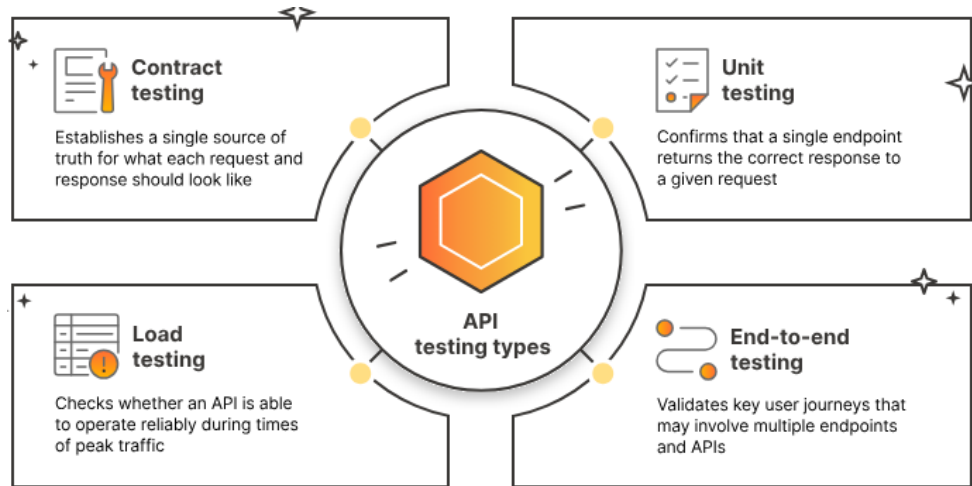 Contract
testing
Establishes a single source of
truth for what each request and
response should look like
Unit
testing
Confirms that a single endpoint
returns the correct response to
a given request
API
testing types
Load
testing
Checks whether an API is able
to operate reliably during times
of peak traffic
End-to-end
testing
Validates key user journeys that
may involve multiple endpoints
and APIs